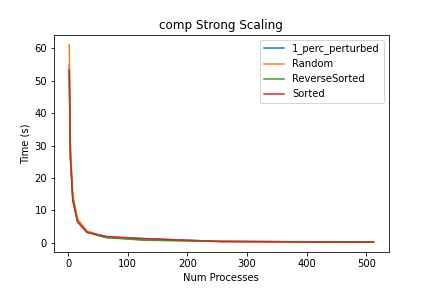 comp Strong Scaling
1_perc_perturbed
Random
ReverseSorted
Sorted
Time (s)
60
50
40
30
20
10
0
0 100 200 300 400 500
Num Processes